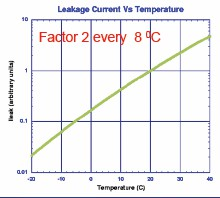 Leakage Current Vs Temperature
Factor 2 every 8 ⁰C
Ileak (arbitrary units)
10
1
0.1
0.01
-20 -10 0 10 20 30 40
Temperature (C)